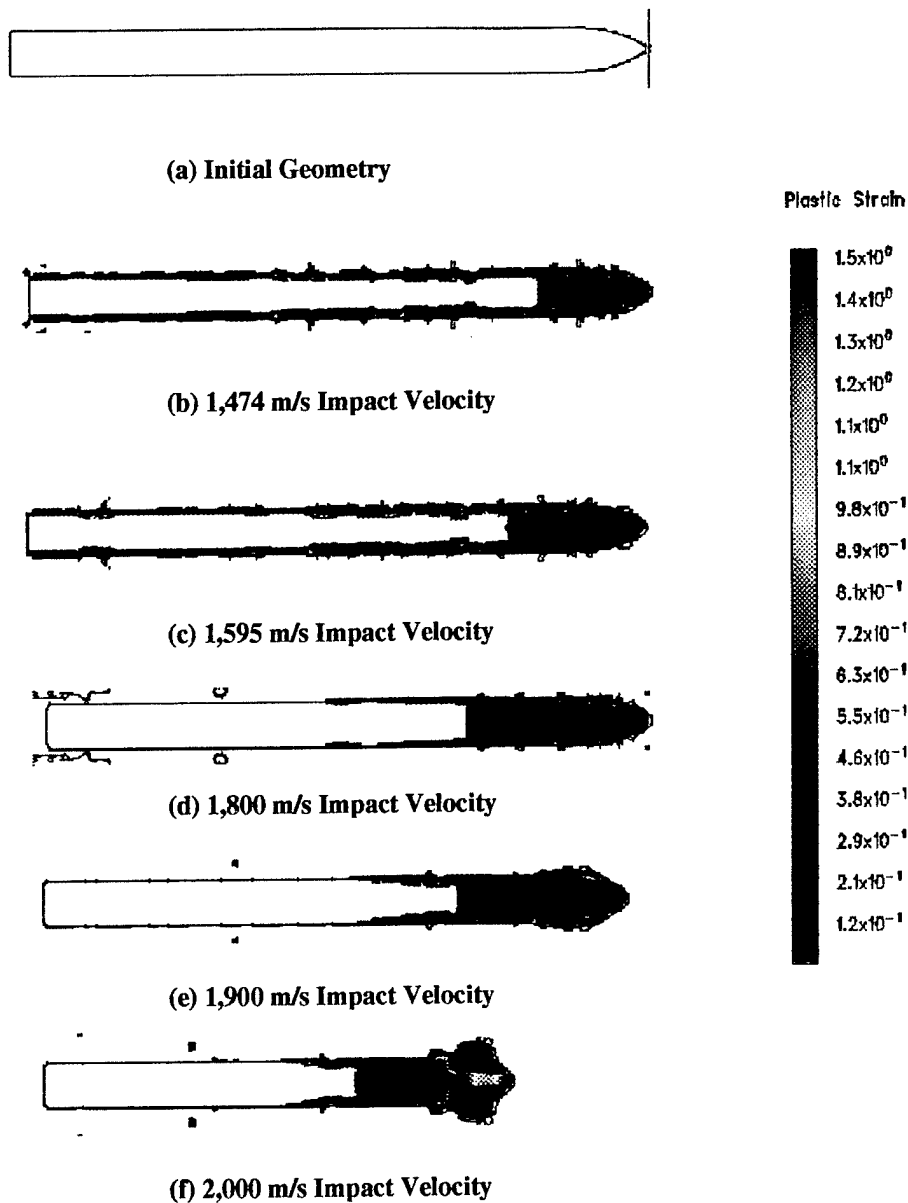 (a) Initial Geometry
Plastic Strain
1.5x10⁰
1.4x10⁰
1.3x10⁰
1.2x10⁰
1.1x10⁰
1.1x10⁰
9.8x10⁻¹
8.9x10⁻¹
8.1x10⁻¹
7.2x10⁻¹
6.3x10⁻¹
5.5x10⁻¹
4.6x10⁻¹
3.8x10⁻¹
2.9x10⁻¹
2.1x10⁻¹
1.2x10⁻¹
(b) 1,474 m/s Impact Velocity
(c) 1,595 m/s Impact Velocity
(d) 1,800 m/s Impact Velocity
(e) 1,900 m/s Impact Velocity
(f) 2,000 m/s Impact Velocity